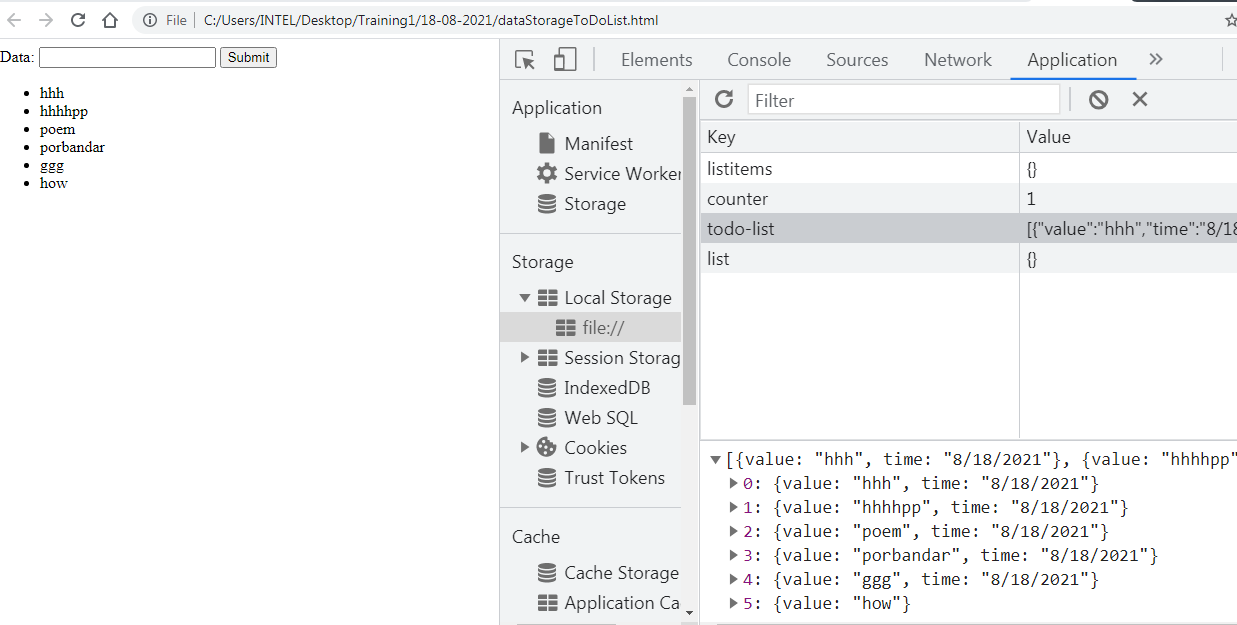 File C:/Users/INTEL/Desktop/Training1/18-08-2021/dataStorageToDoList.html
Data: Submit
hhh
hhhhpp
poem
porbandar
ggg
how
Elements Console Sources Network Application
Application
Manifest
Service Worker
Storage
Storage
Local Storage
file://
Session Storag
IndexedDB
Web SQL
Cookies
Trust Tokens
Cache
Cache Storage
Application Ca
Filter
Key Value
listitems {}
counter 1
todo-list [{"value":"hhh","time":"8/18
list {}
[{value: "hhh", time: "8/18/2021"}, {value: "hhhhpp"
0: {value: "hhh", time: "8/18/2021"}
1: {value: "hhhhpp", time: "8/18/2021"}
2: {value: "poem", time: "8/18/2021"}
3: {value: "porbandar", time: "8/18/2021"}
4: {value: "ggg", time: "8/18/2021"}
5: {value: "how"}